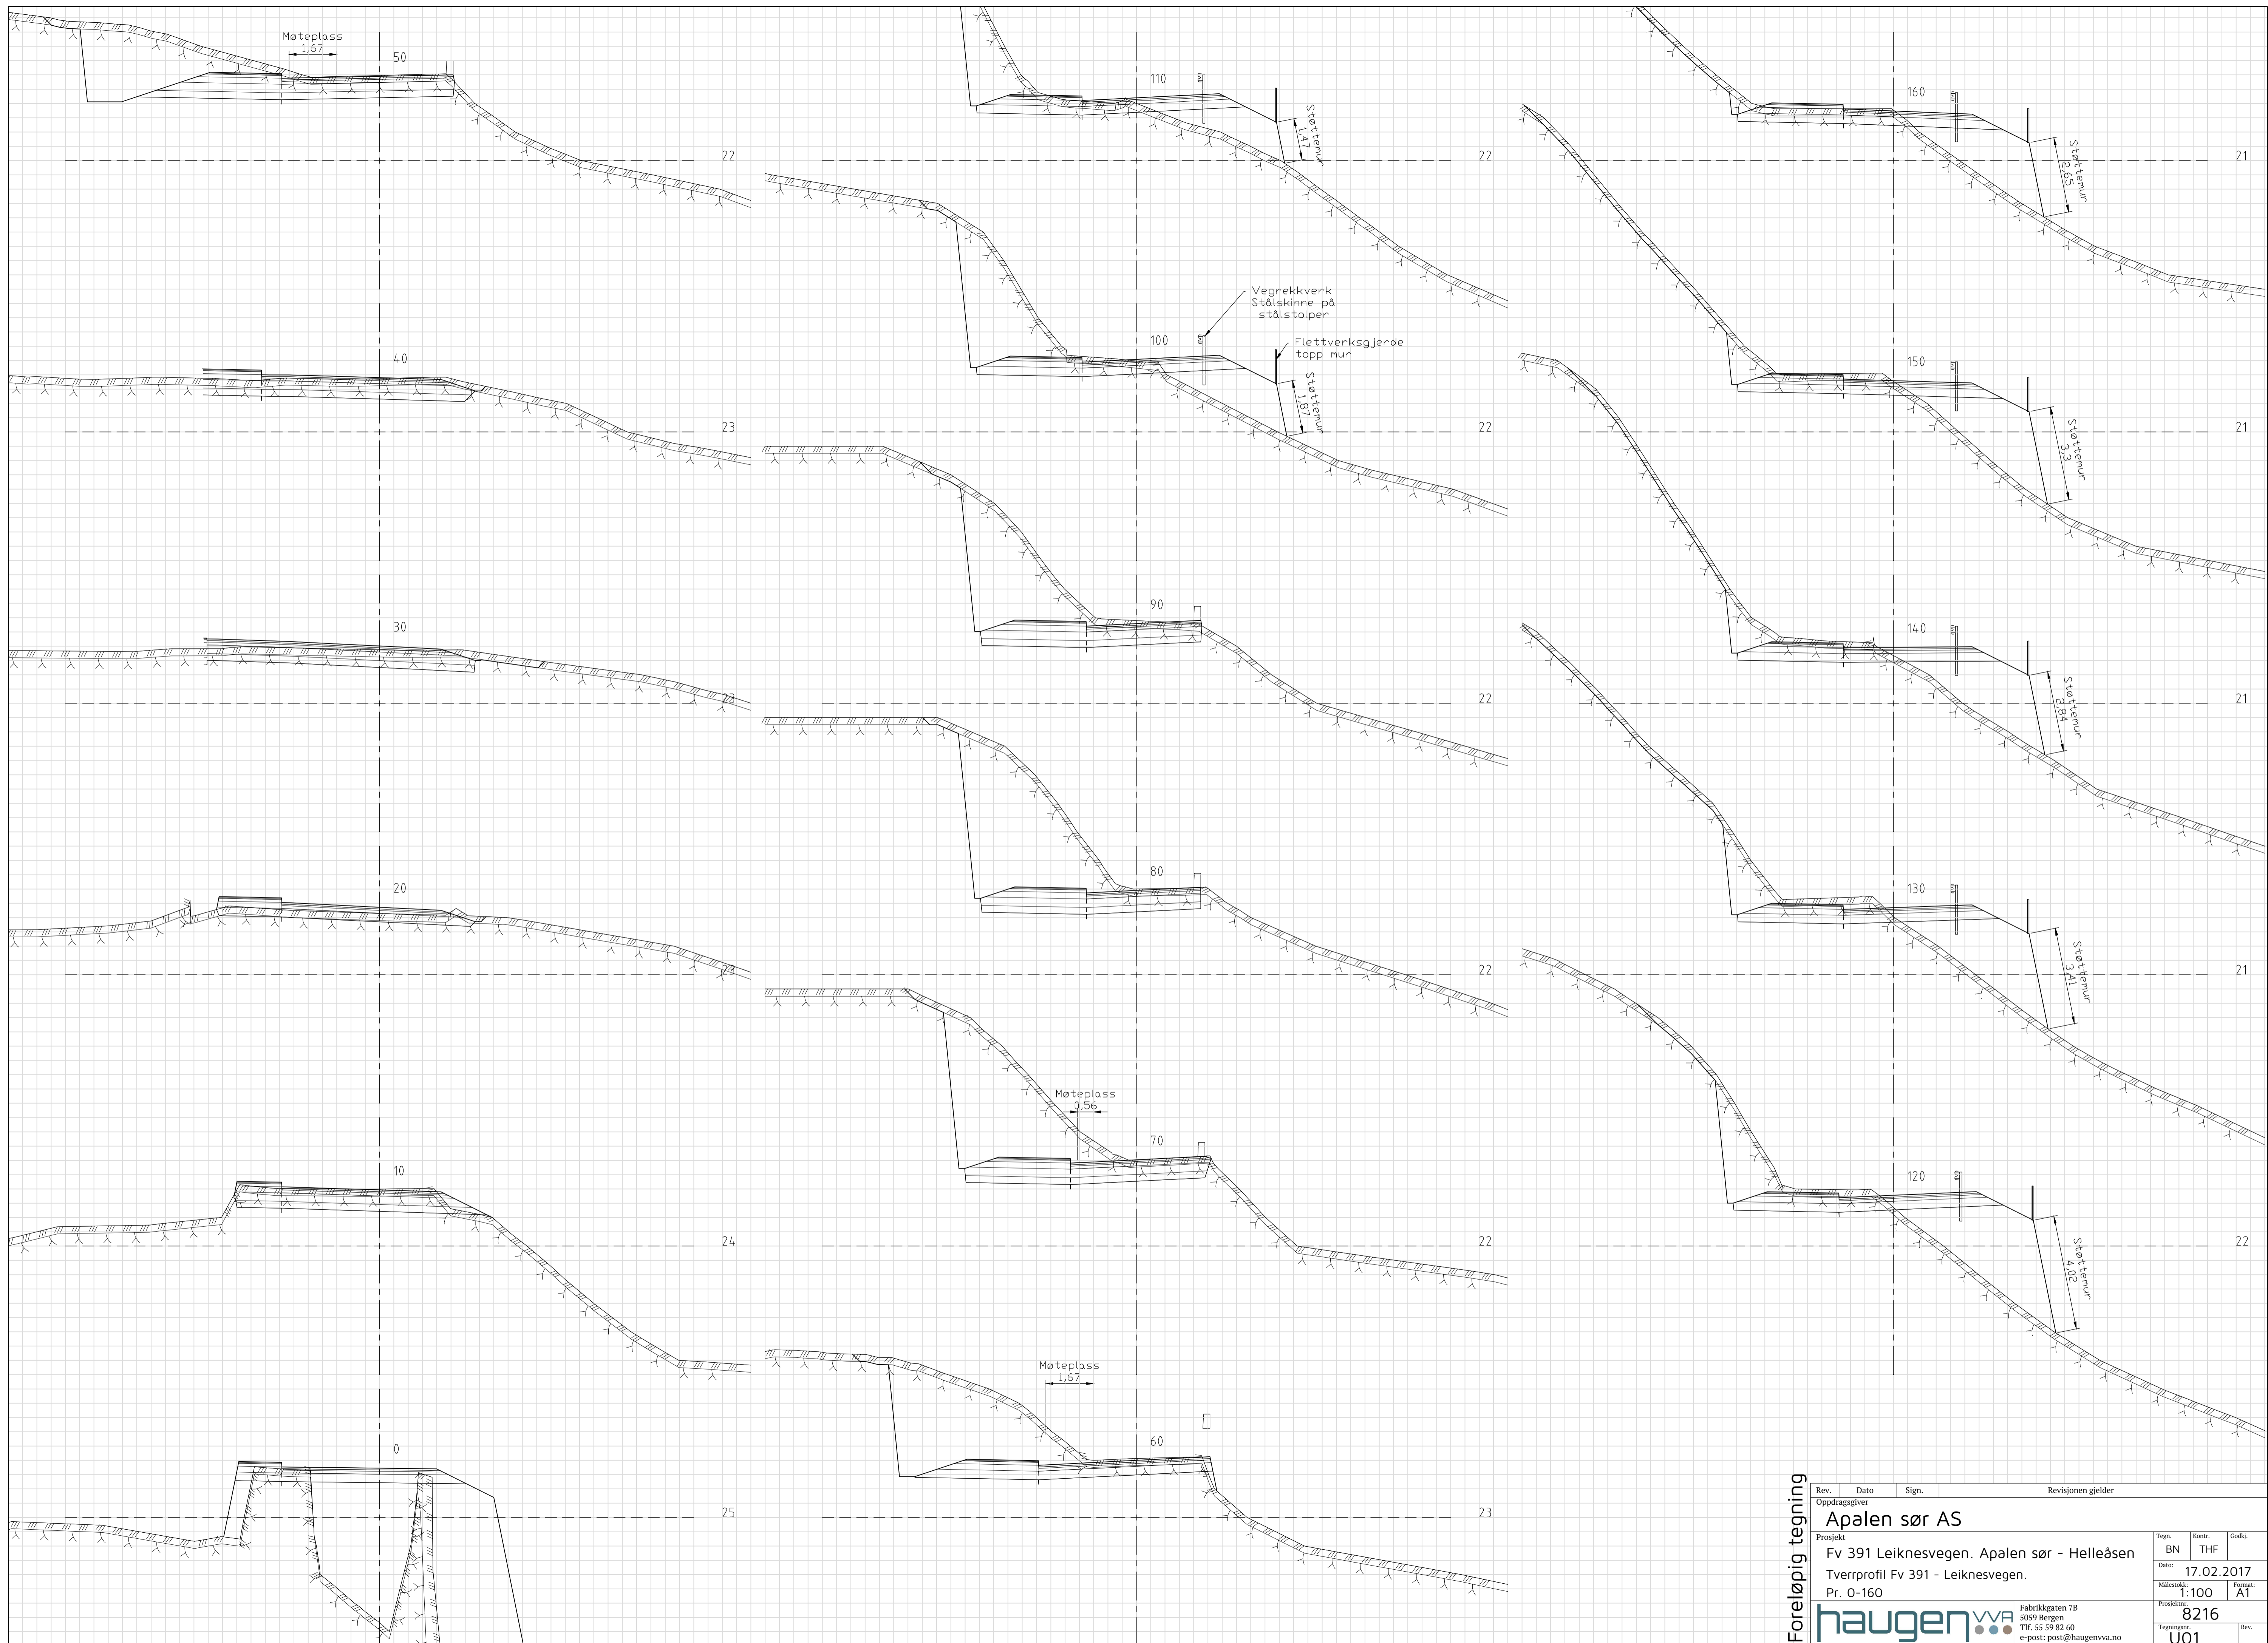 Møteplass
1,67
50
22
40
23
30
23
20
23
10
24
0
25
110
Støttemur
1,47
22
Vegrekkverk
Stålskinne på
stålstolper
100
Flettverksgjerde
topp mur
Støttemur
1,87
22
90
22
80
22
Møteplass
0,56
70
22
Møteplass
1,67
60
23
160
Støttemur
2,65
21
150
Støttemur
3,3
21
140
Støttemur
2,84
21
130
Støttemur
3,41
21
120
Støttemur
4,02
22
Foreløpig tegning
Rev. Dato Sign. Revisjonen gjelder
Oppdragsgiver
Apalen sør AS
Prosjekt
Fv 391 Leiknesvegen. Apalen sør - Helleåsen
Tverrprofil Fv 391 - Leiknesvegen.
Pr. 0-160
Tegn. Kontr. Godkj.
BN THF
Dato:
17.02.2017
Målestokk: Format:
1:100 A1
Prosjektnr.
8216
Tegningsnr. Rev.
U01
haugen VVA
Fabrikkgaten 7B
5059 Bergen
Tlf. 55 59 82 60
e-post: post@haugenvva.no